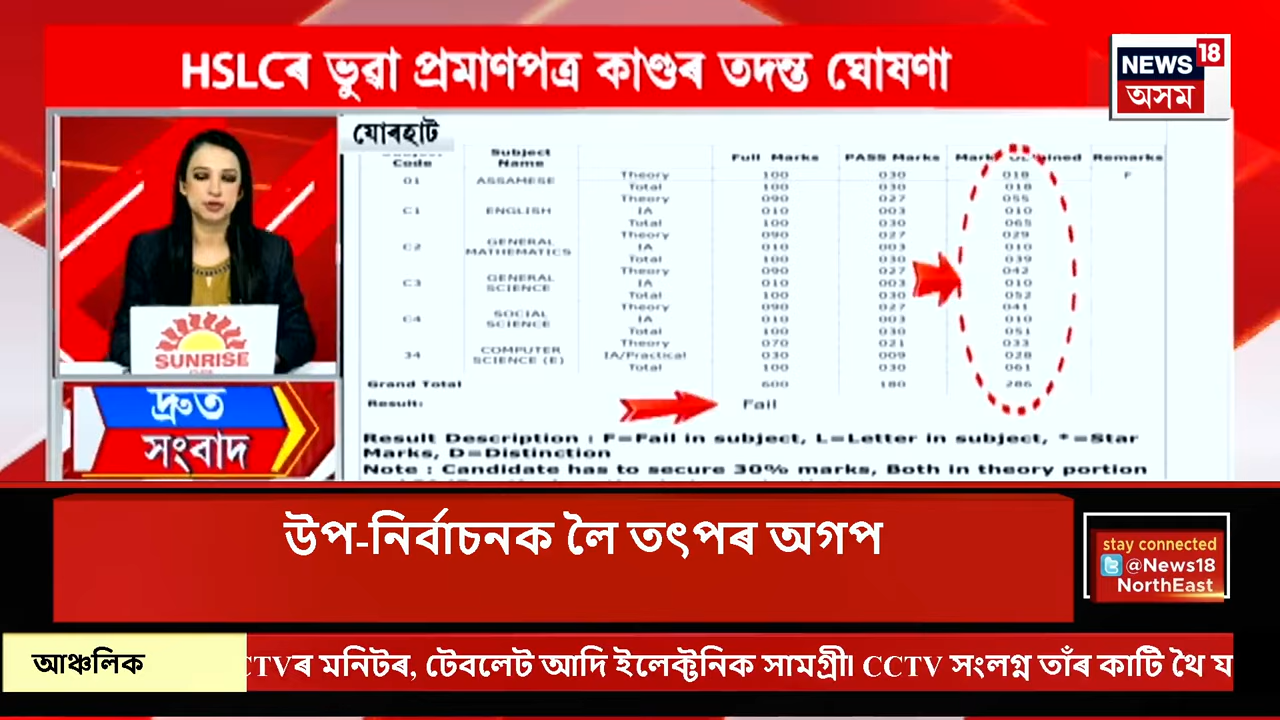 HSLCৰ ভুৱা প্ৰমাণপত্ৰ কাণ্ডৰ তদন্ত ঘোষণা
NEWS 18
অসম
যোৰহাট
Subject Code Subject Name Full Marks PASS Marks Marks Obtained Remarks
01 ASSAMESE Theory 100 030 018 F
Total 100 030 018
C1 ENGLISH Theory 090 027 055
IA 010 003 010
Total 100 030 065
C2 GENERAL MATHEMATICS Theory 090 027 029
IA 010 003 010
Total 100 030 039
C3 GENERAL SCIENCE Theory 090 027 042
IA 010 003 010
Total 100 030 052
C4 SOCIAL SCIENCE Theory 090 027 041
IA 010 003 010
Total 100 030 051
34 COMPUTER SCIENCE (E) Theory 070 021 033
IA/Practical 030 009 028
Total 100 030 061
Grand Total 600 180 286
Result: Fail
Result Description : F=Fail in subject, L=Letter in subject, *=Star
Marks, D=Distinction
Note : Candidate has to secure 30% marks, Both in theory portion
SUNRISE
দ্ৰুত
সংবাদ
উপ-নিৰ্বাচনক লৈ তৎপৰ অগপ
stay connected
@News18
NorthEast
আঞ্চলিক
CTVৰ মনিটৰ, টেবলেট আদি ইলেক্ট্ৰনিক সামগ্ৰী। CCTV সংলগ্ন তাঁৰ কাটি থৈ য